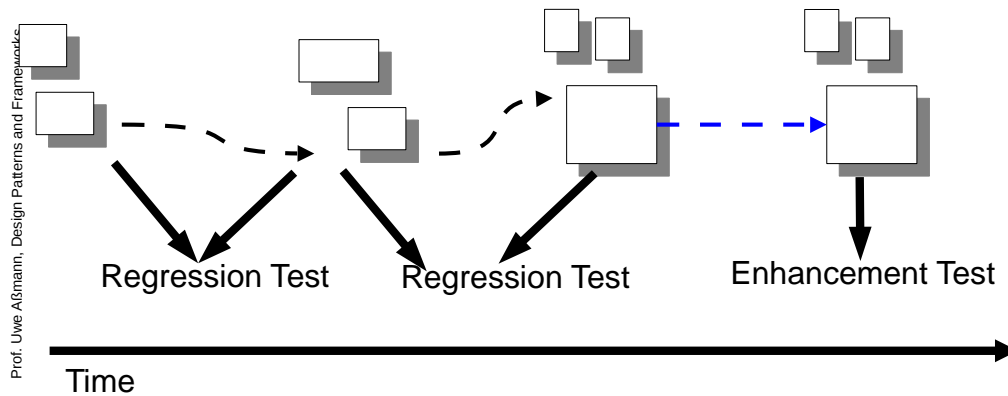 Prof. Uwe Aßmann, Design Patterns and Frameworks
Regression Test
Regression Test
Enhancement Test
Time